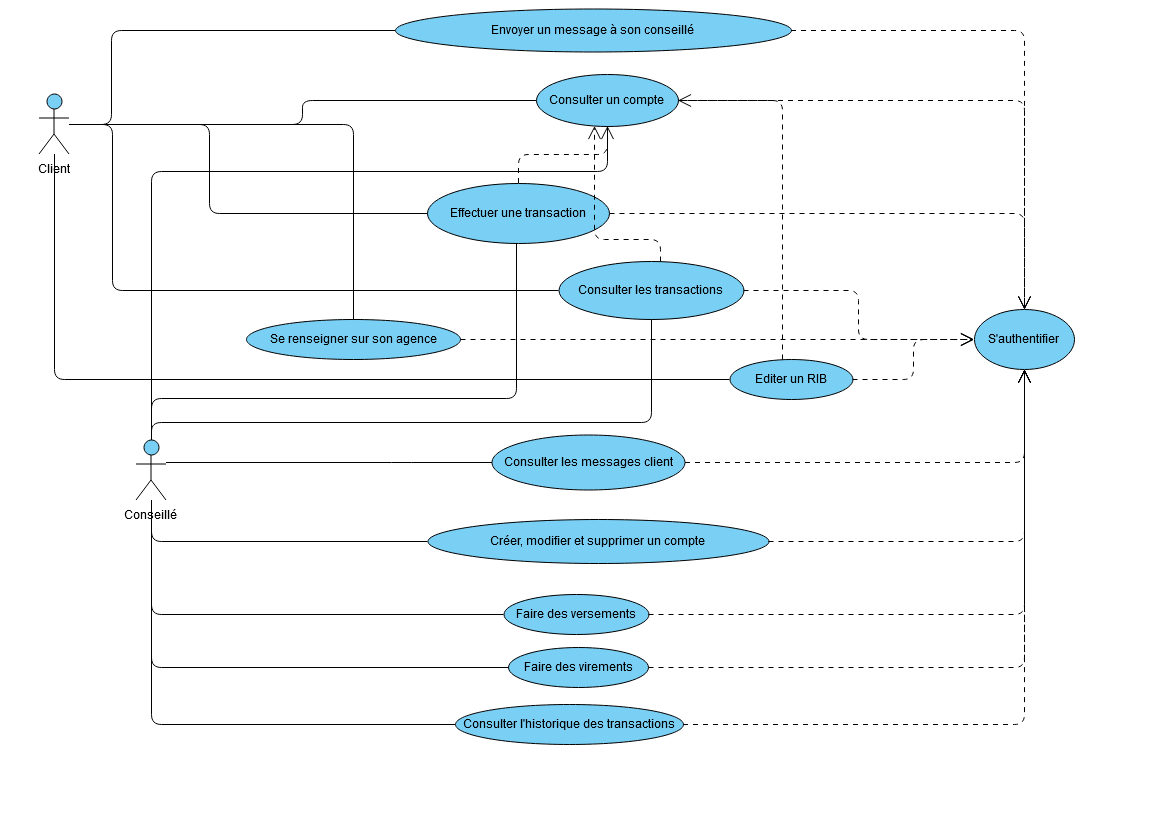 Envoyer un message à son conseillé
Consulter un compte
Client
Effectuer une transaction
Consulter les transactions
Se renseigner sur son agence
S'authentifier
Editer un RIB
Consulter les messages client
Conseillé
Créer, modifier et supprimer un compte
Faire des versements
Faire des virements
Consulter l'historique des transactions